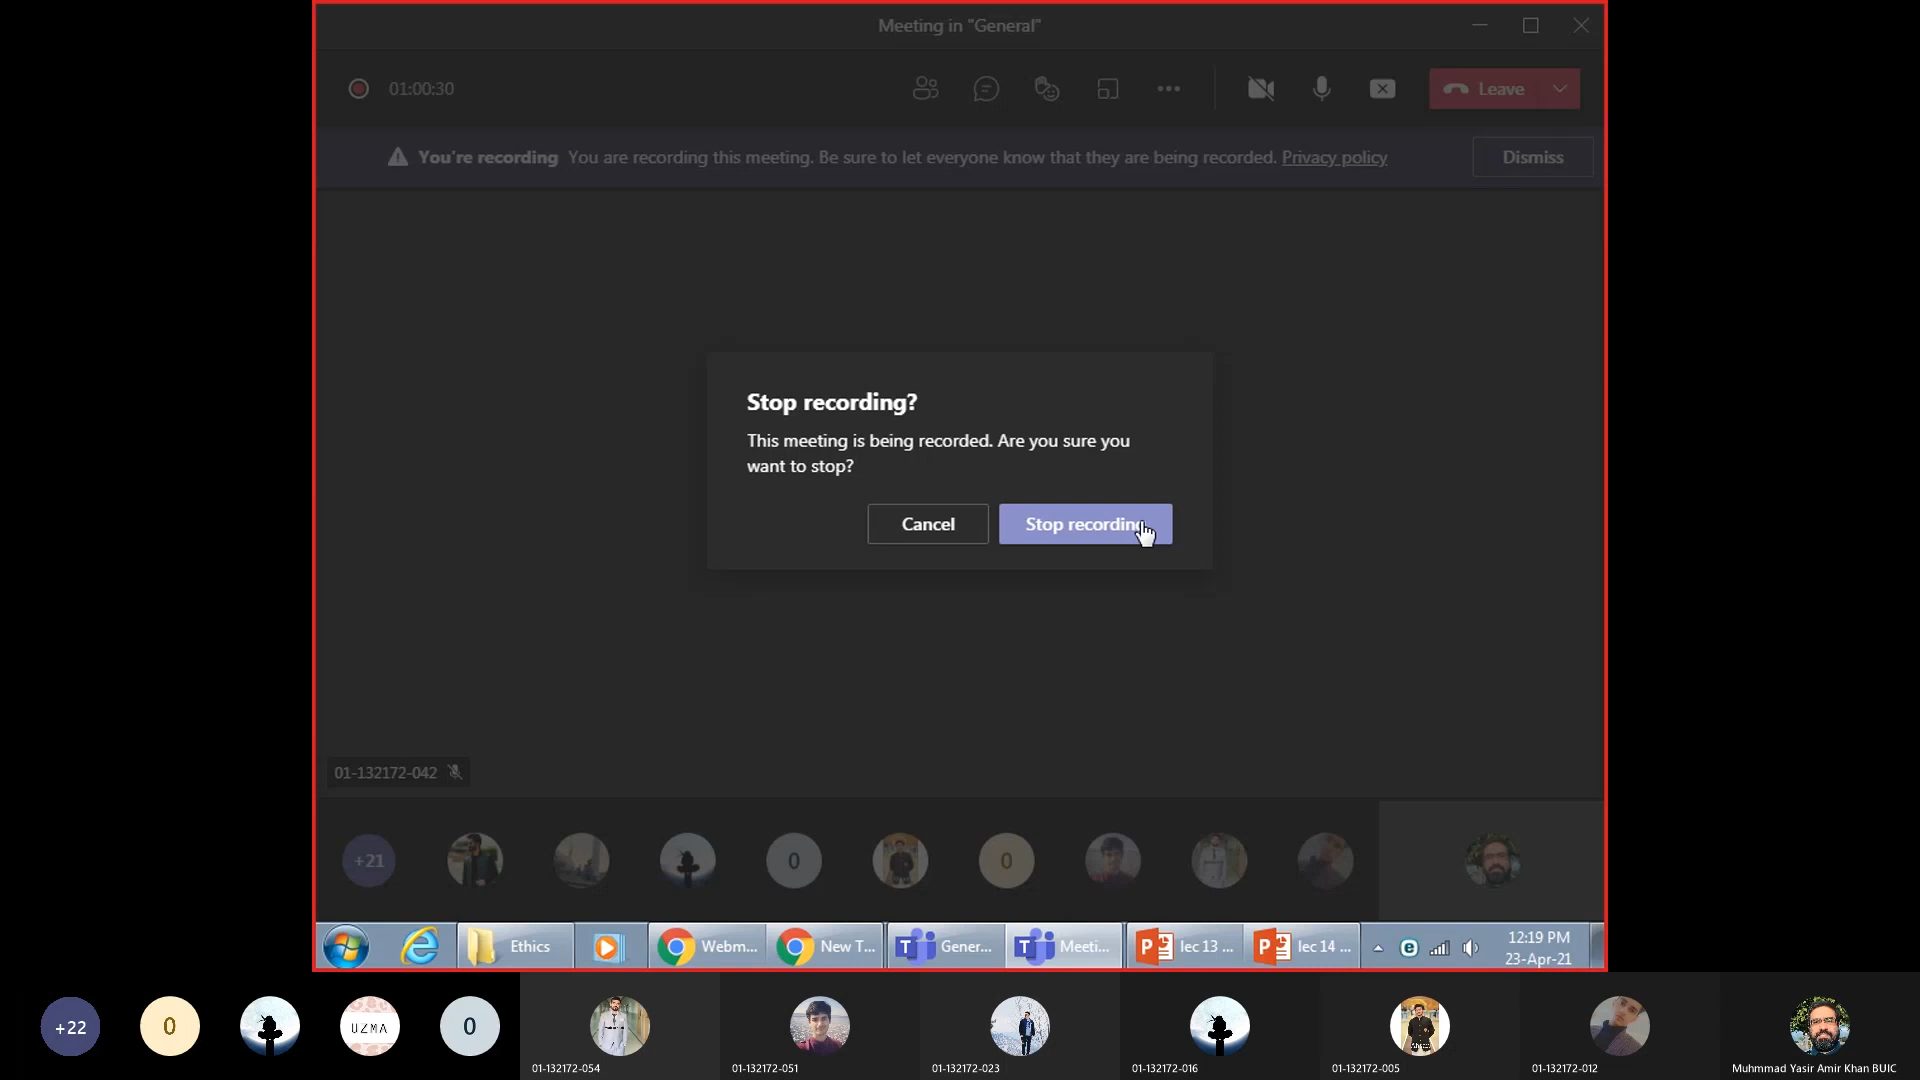 Meeting in "General"
01:00:30
Leave
You're recording You are recording this meeting. Be sure to let everyone know that they are being recorded. Privacy policy
Dismiss
Stop recording?
This meeting is being recorded. Are you sure you
want to stop?
Cancel
Stop recording
01-132172-042
+21
0
0
Ethics
Webm...
New T...
Gener...
Meeti...
lec 13 ...
lec 14 ...
12:19 PM
23-Apr-21
+22
0
UZMA
0
01-132172-054
01-132172-051
01-132172-023
01-132172-016
01-132172-005
01-132172-012
Muhmmad Yasir Amir Khan BUIC